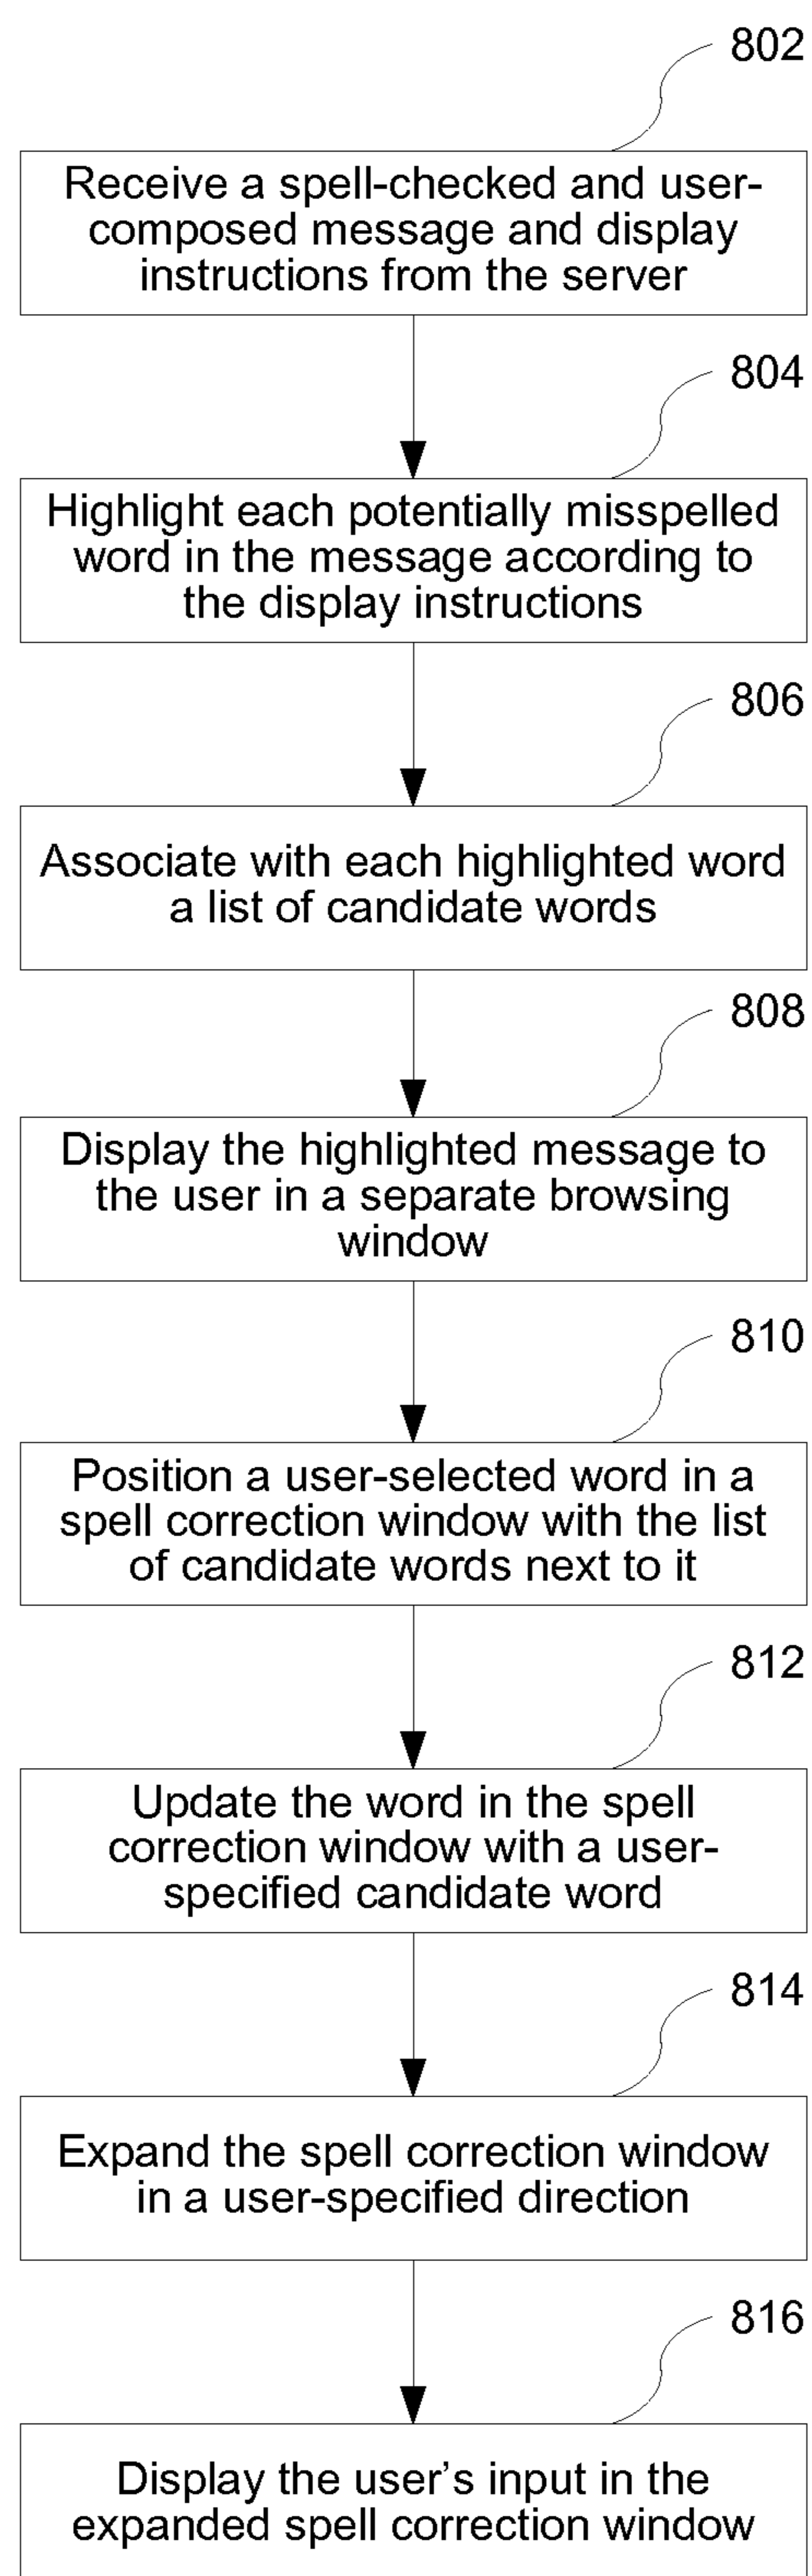 802
Receive a spell-checked and user-
composed message and display
instructions from the server
804
Highlight each potentially misspelled
word in the message according to
the display instructions
806
Associate with each highlighted word
a list of candidate words
808
Display the highlighted message to
the user in a separate browsing
window
810
Position a user-selected word in a
spell correction window with the list
of candidate words next to it
812
Update the word in the spell
correction window with a user-
specified candidate word
814
Expand the spell correction window
in a user-specified direction
816
Display the user’s input in the
expanded spell correction window